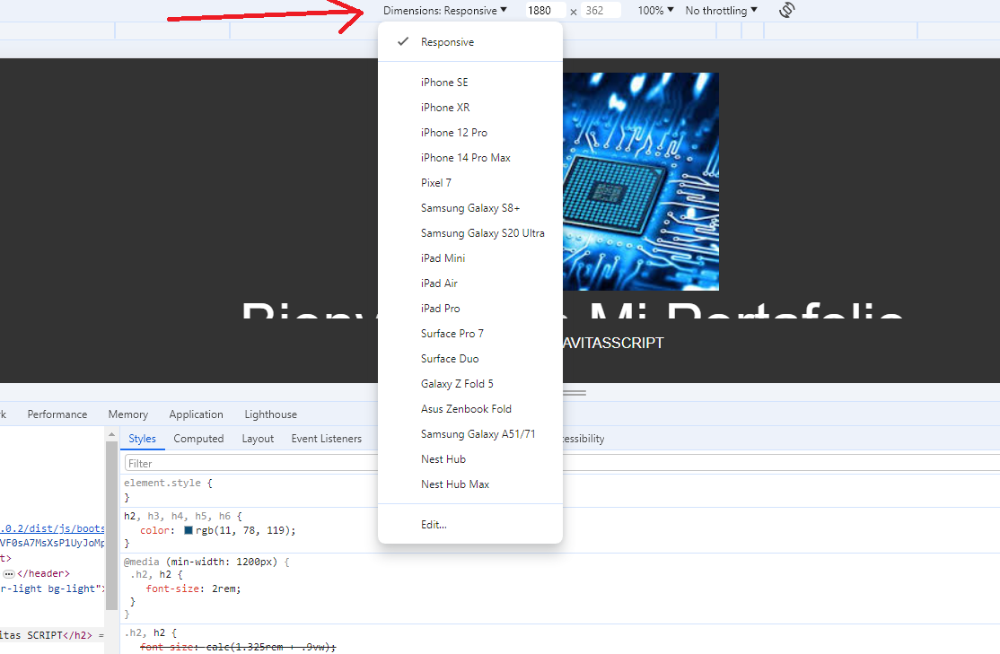 Dimensions: Responsive 1880 × 362 100% No throttling
Responsive
iPhone SE
iPhone XR
iPhone 12 Pro
iPhone 14 Pro Max
Pixel 7
Samsung Galaxy S8+
Samsung Galaxy S20 Ultra
iPad Mini
iPad Air
iPad Pro
Surface Pro 7
Surface Duo
Galaxy Z Fold 5
Asus Zenbook Fold
Samsung Galaxy A51/71
Nest Hub
Nest Hub Max
Edit...
Mi Portafolio
AVITASSCRIPT
rk Performance Memory Application Lighthouse
Styles Computed Layout Event Listeners cessibility
Filter
element.style {
}
h2, h3, h4, h5, h6 {
color: rgb(11, 78, 119);
}
@media (min-width: 1200px) {
.h2, h2 {
font-size: 2rem;
}
}
.h2, h2 {
font-size: calc(1.325rem + .9vw);
.0.2/dist/js/boots
VF0sA7MsXsP1UyJoMp
t>
</header>
r-light bg-light">
itas SCRIPT</h2> =